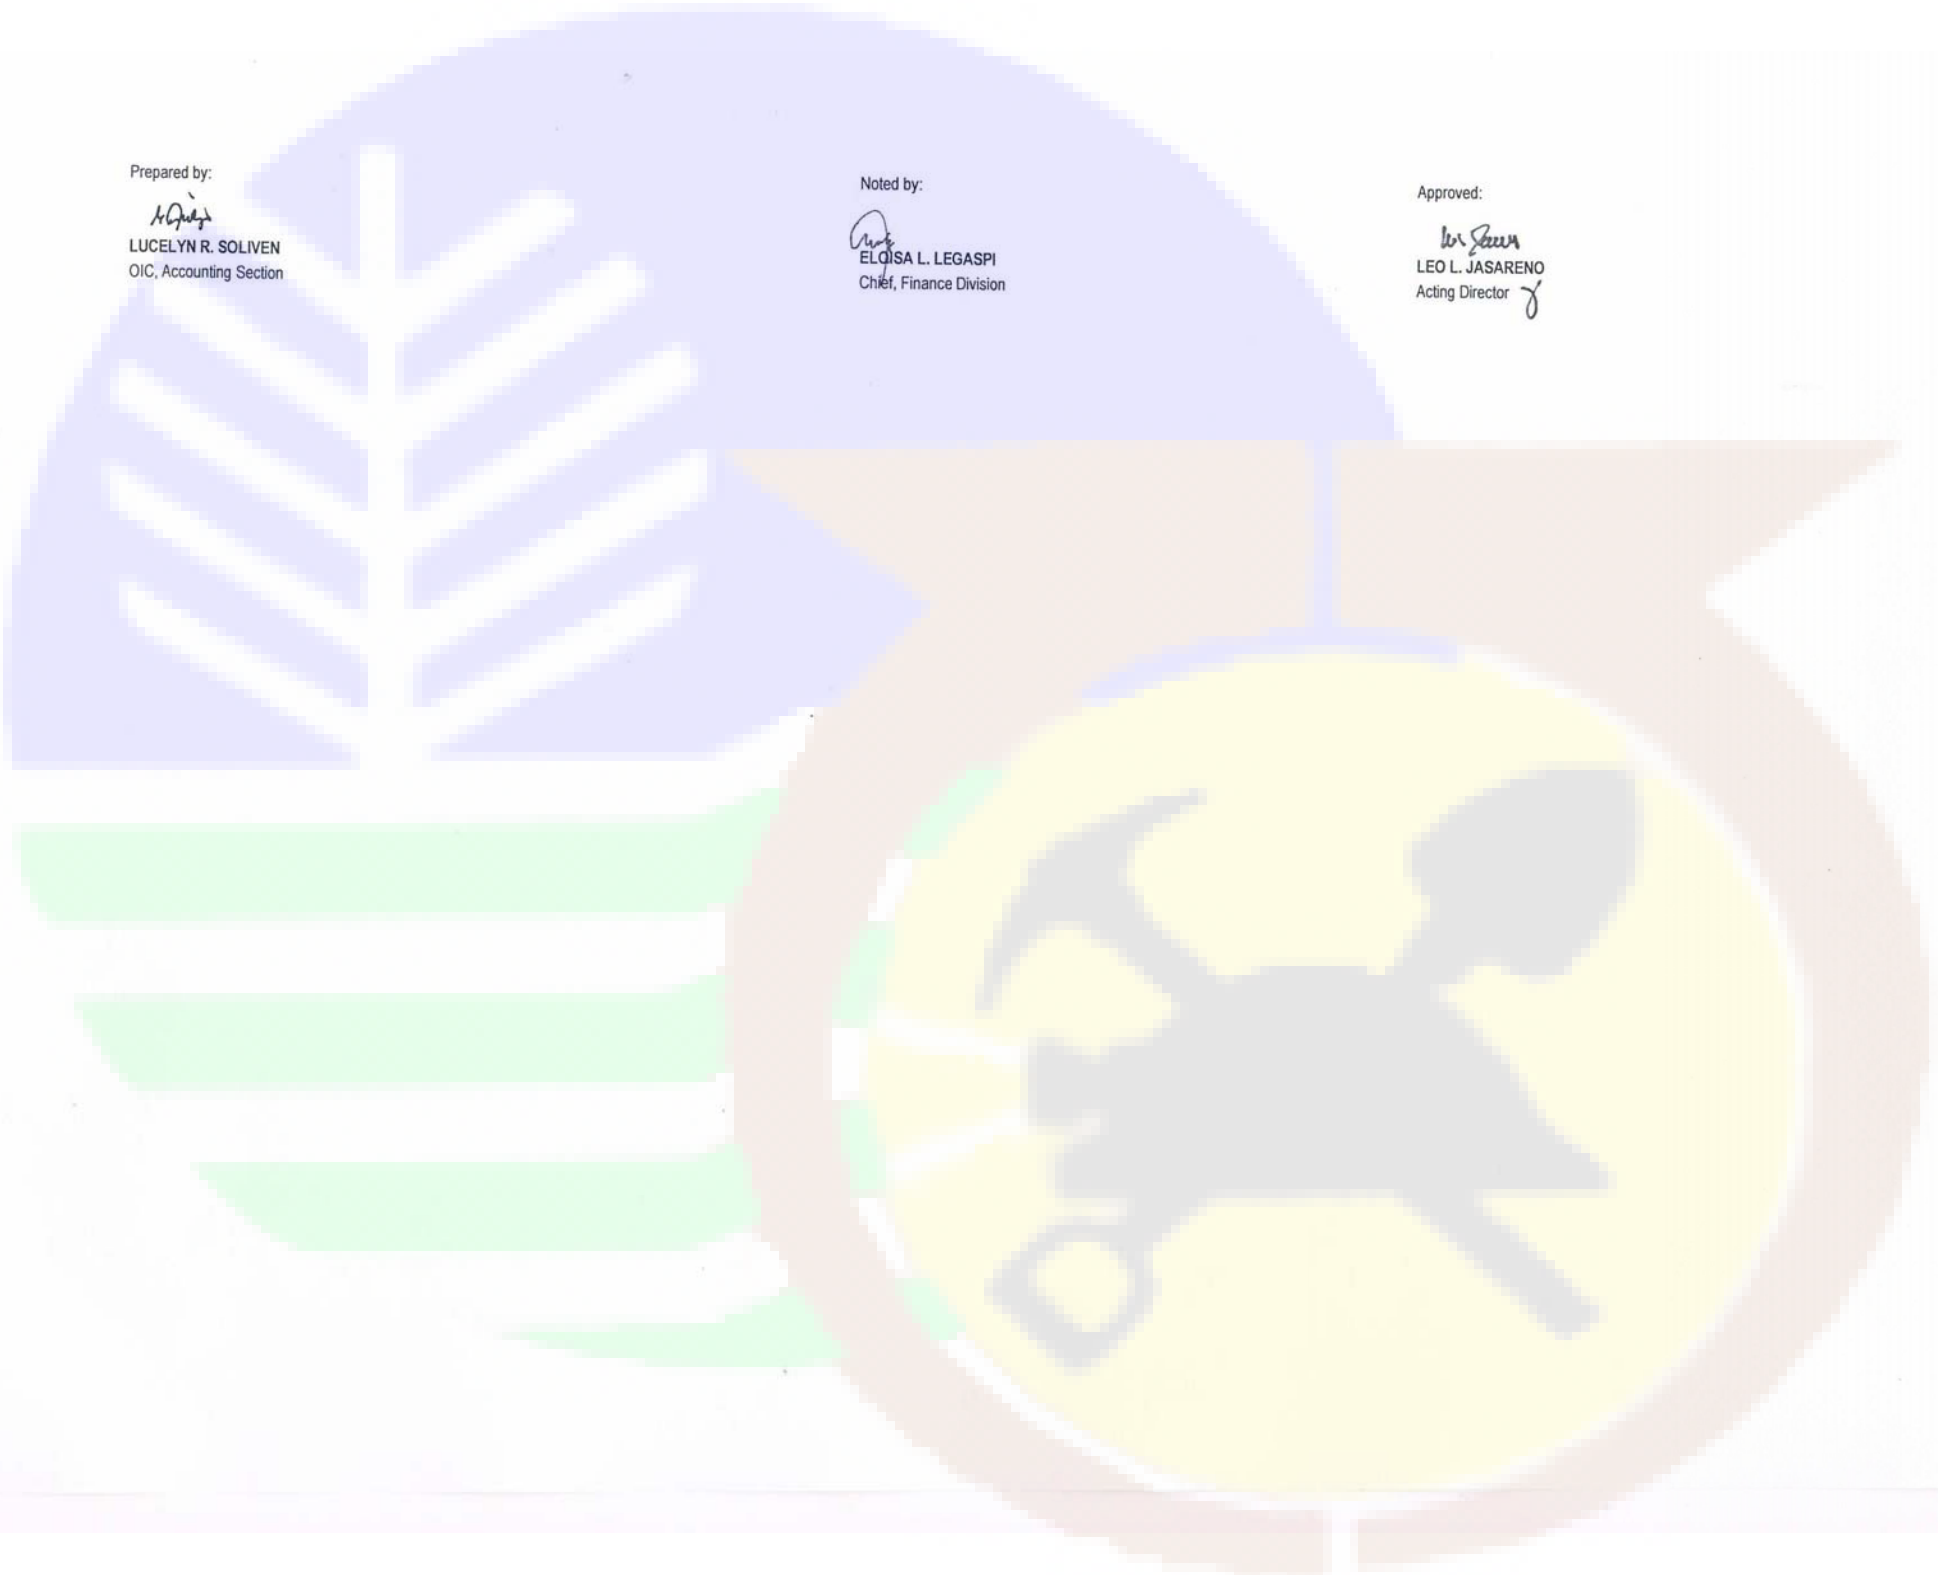 Prepared by:
LUCELYN R. SOLIVEN
OIC, Accounting Section
Noted by:
ELOISA L. LEGASPI
Chief, Finance Division
Approved:
LEO L. JASARENO
Acting Director